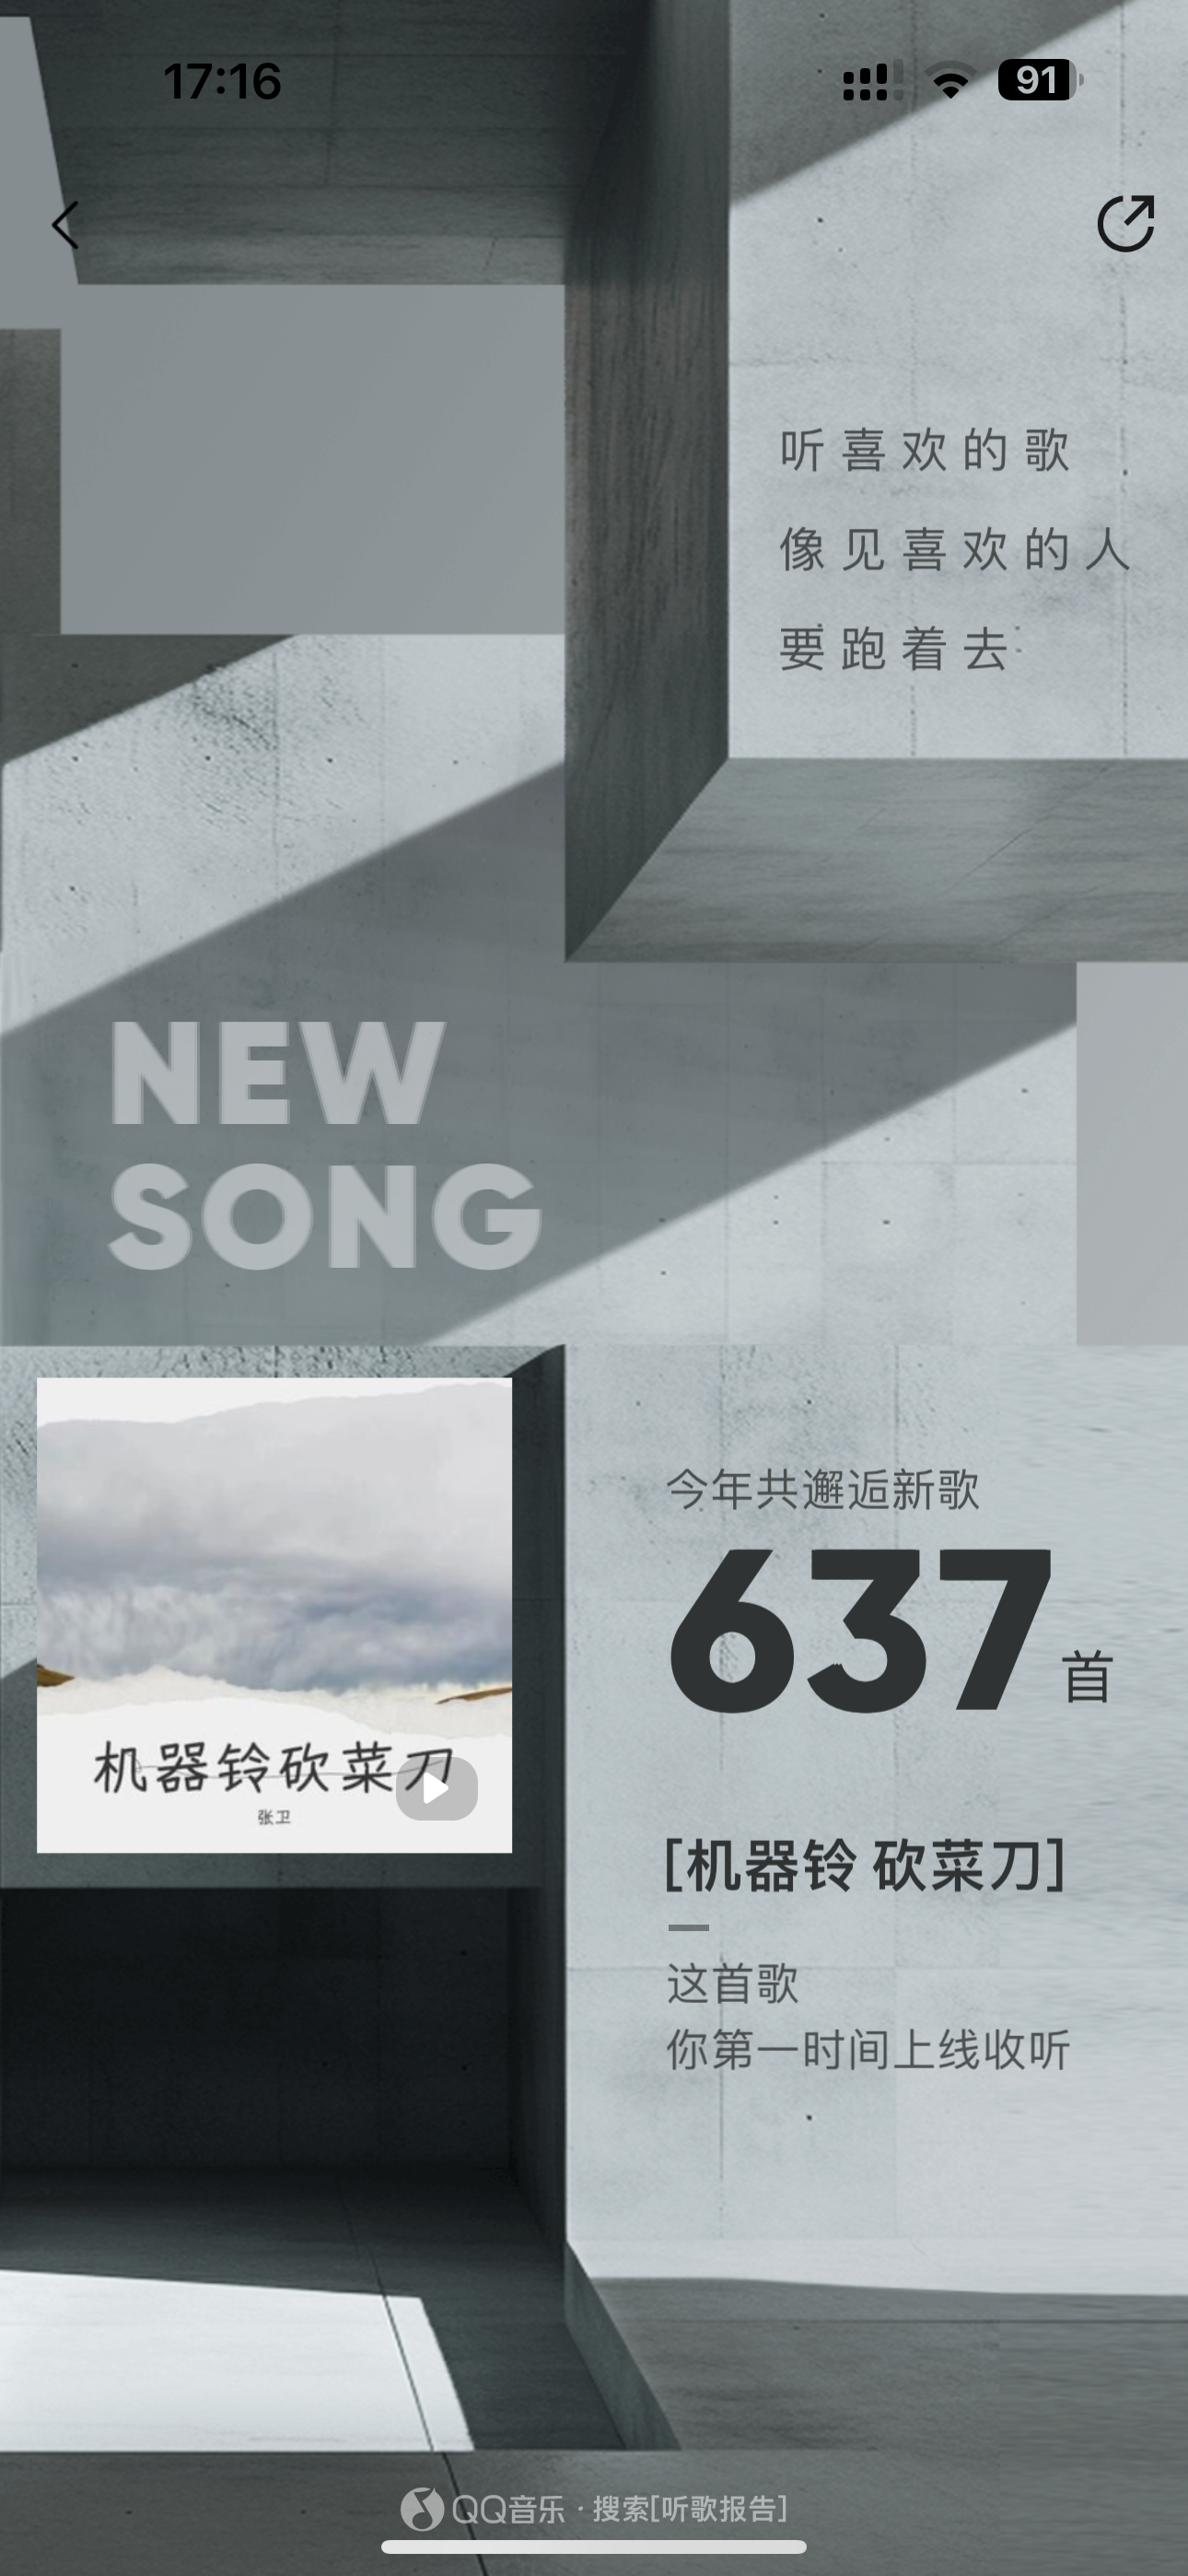 17:16
91
听喜欢的歌
像见喜欢的人
要跑着去
NEW
SONG
机器铃砍菜刀
张卫
今年共邂逅新歌
637首
[机器铃 砍菜刀]
这首歌
你第一时间上线收听
QQ音乐 · 搜索[听歌报告]